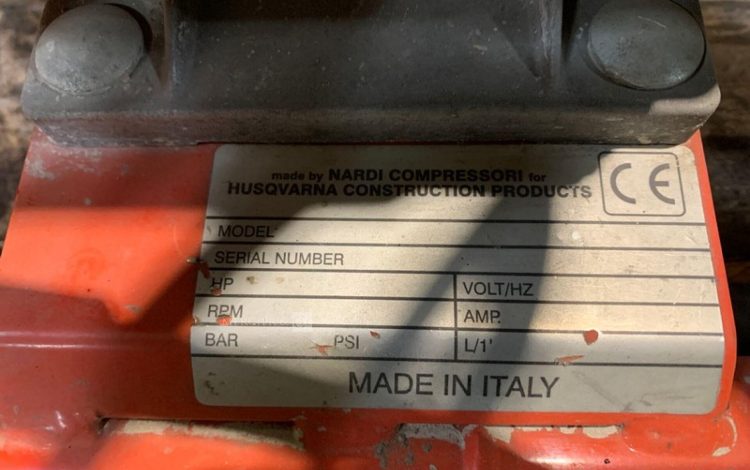 made by NARDI COMPRESSORI for
HUSQVARNA CONSTRUCTION PRODUCTS
CE
MODEL
SERIAL NUMBER
HP
VOLT/HZ
RPM
AMP.
BAR PSI
L/1'
MADE IN ITALY